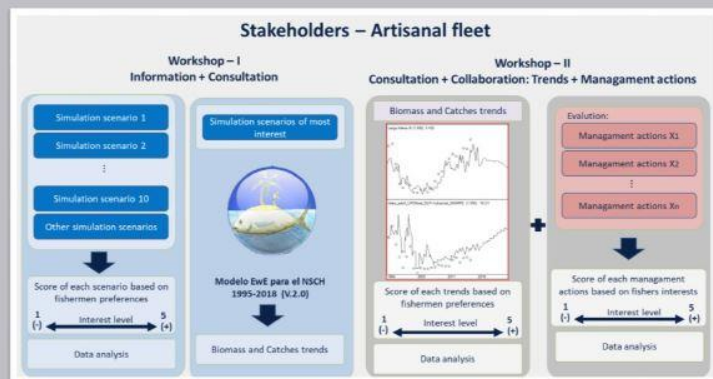 Stakeholders – Artisanal fleet
Workshop – I
Information + Consultation
Simulation scenario 1
Simulation scenario 2
⋮
Simulation scenario 10
Other simulation scenarios
Score of each scenario based on
fishermen preferences
1
(-)
Interest level
5
(+)
Data analysis
Simulation scenarios of most
interest
Modelo EwE para el NSCH
1995-2018 (V.2.0)
Biomass and Catches trends
Workshop – II
Consultation + Collaboration: Trends + Managament actions
Biomass and Catches trends
Score of each trends based on
fishermen preferences
1
(-)
Interest level
5
(+)
Data analysis
+
Evalution:
Managament actions X1
Managament actions X2
⋮
Managament actions Xn
Score of each managament
actions based on fishers interests
1
(-)
Interest level
5
(+)
Data analysis